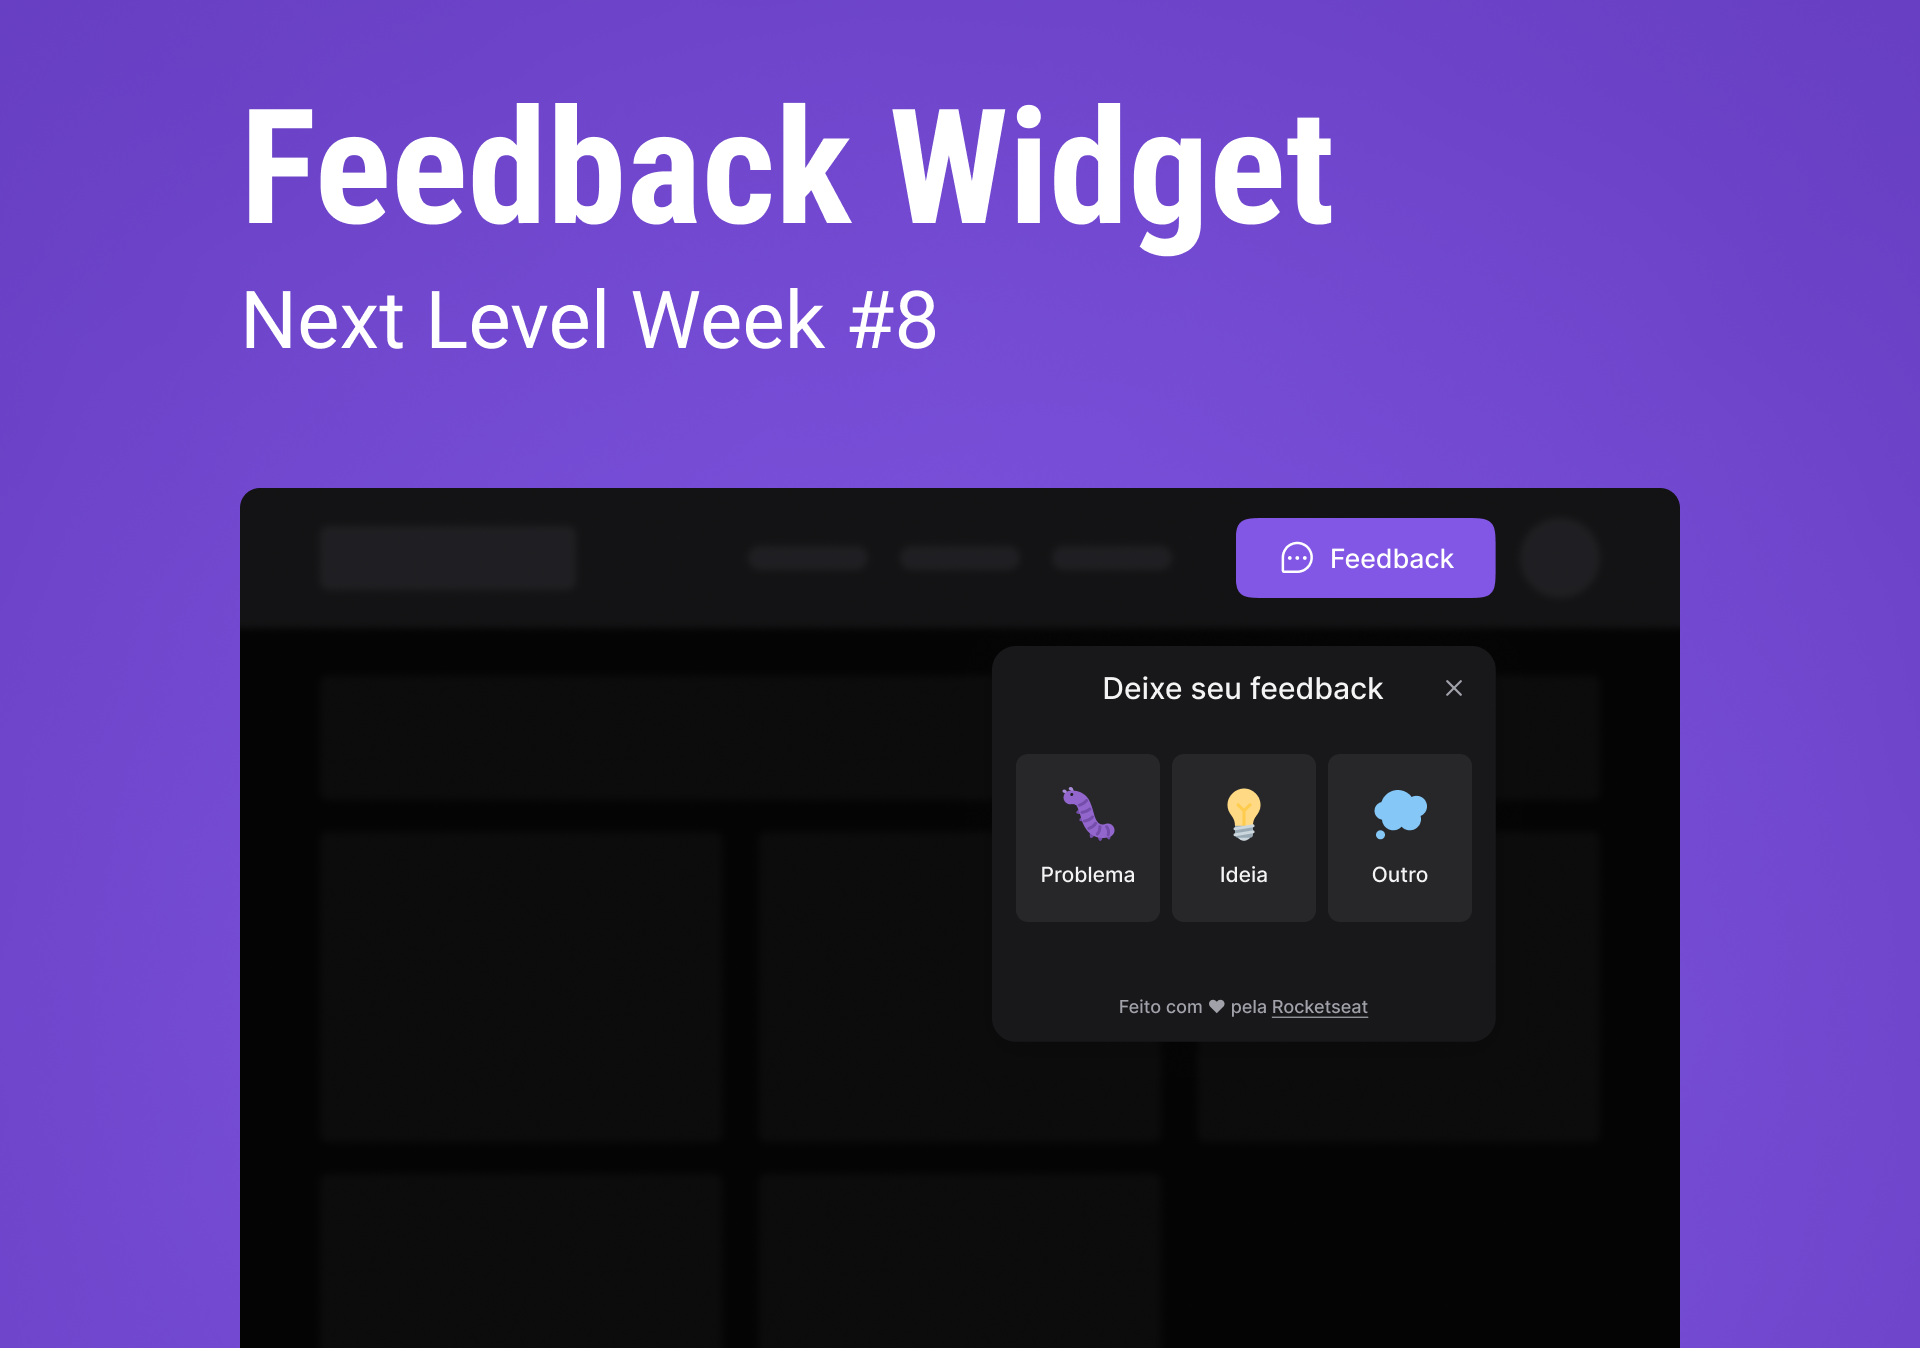 Feedback Widget
Next Level Week #8
Feedback
Deixe seu feedback
Problema
Ideia
Outro
Feito com ♥ pela Rocketseat